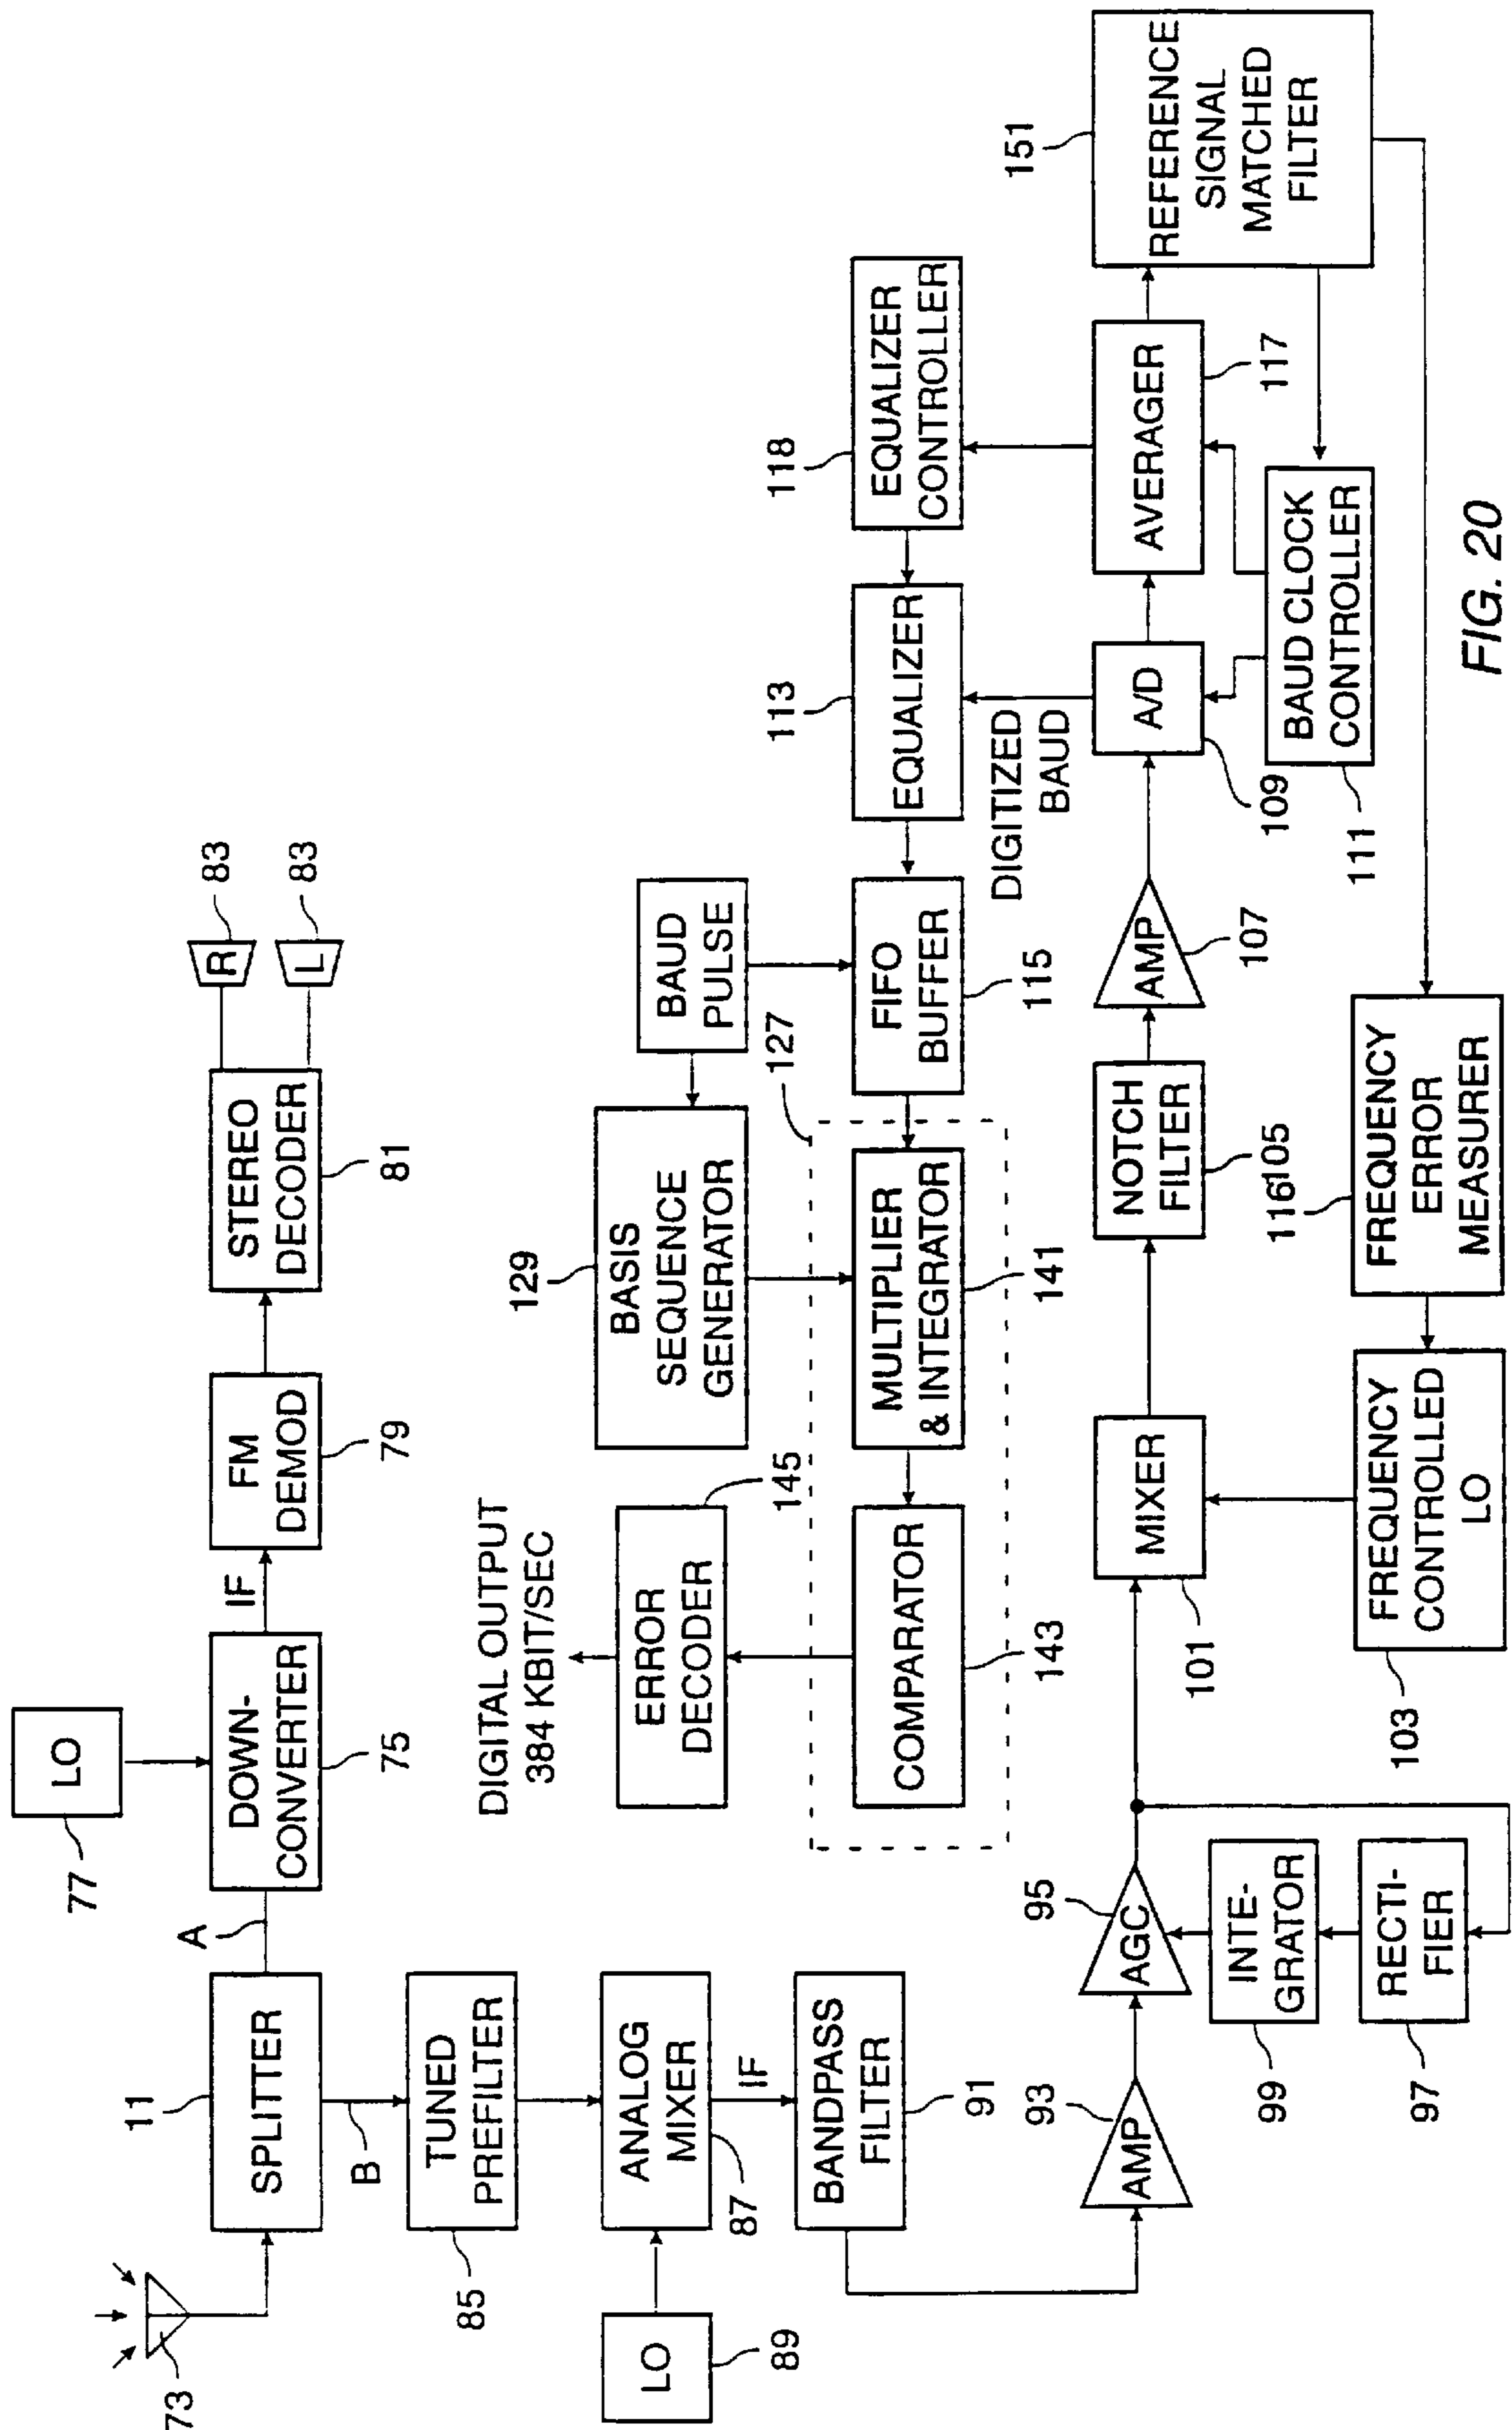 73
11
SPLITTER
A
B
77
LO
DOWN-
CONVERTER
75
IF
FM
DEMOD
79
STEREO
DECODER
81
R
83
L
83
TUNED
PREFILTER
85
LO
89
ANALOG
MIXER
87
IF
BANDPASS
FILTER
91
DIGITAL OUTPUT
384 KBIT/SEC
ERROR
DECODER
145
129
BASIS
SEQUENCE
GENERATOR
BAUD
PULSE
127
COMPARATOR
143
MULTIPLIER
& INTEGRATOR
141
FIFO
BUFFER
115
113
EQUALIZER
118
EQUALIZER
CONTROLLER
DIGITIZED
BAUD
93
AMP
95
AGC
INTE-
GRATOR
99
RECTI-
FIER
97
MIXER
101
FREQUENCY
CONTROLLED
LO
103
NOTCH
FILTER
105
AMP
107
A/D
109
AVERAGER
117
151
REFERENCE
SIGNAL
MATCHED
FILTER
BAUD CLOCK
CONTROLLER
111
116
FREQUENCY
ERROR
MEASURER
FIG. 20